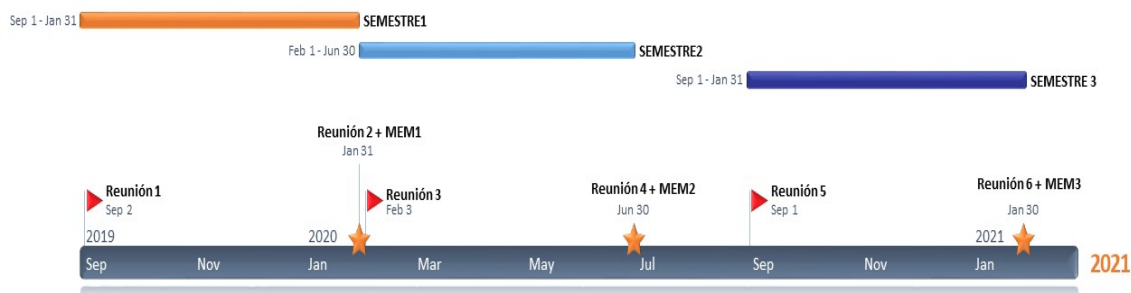 Sep 1 - Jan 31
SEMESTRE1
Feb 1 - Jun 30
SEMESTRE2
Sep 1 - Jan 31
SEMESTRE 3
Reunión 2 + MEM1
Jan 31
Reunión 1
Sep 2
Reunión 3
Feb 3
Reunión 4 + MEM2
Jun 30
Reunión 5
Sep 1
Reunión 6 + MEM3
Jan 30
2019
2020
2021
Sep
Nov
Jan
Mar
May
Jul
Sep
Nov
Jan
2021